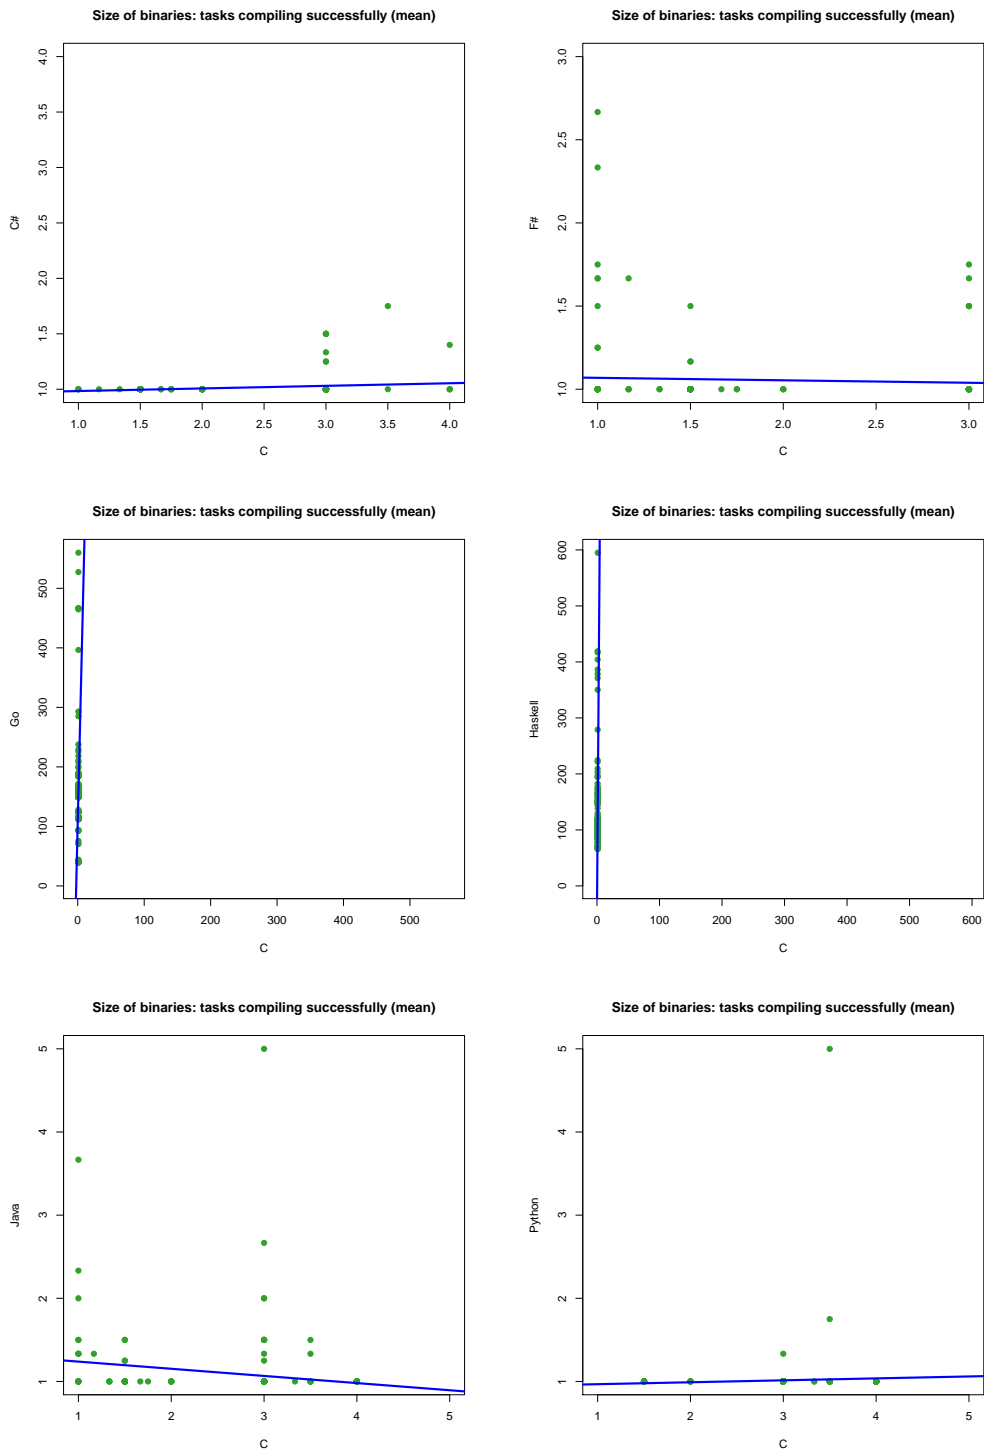 Size of binaries: tasks compiling successfully (mean)
C#
4.0
3.5
3.0
2.5
2.0
1.5
1.0
1.0 1.5 2.0 2.5 3.0 3.5 4.0
C
Size of binaries: tasks compiling successfully (mean)
F#
3.0
2.5
2.0
1.5
1.0
1.0 1.5 2.0 2.5 3.0
C
Size of binaries: tasks compiling successfully (mean)
Go
500
400
300
200
100
0
0 100 200 300 400 500
C
Size of binaries: tasks compiling successfully (mean)
Haskell
600
500
400
300
200
100
0
0 100 200 300 400 500 600
C
Size of binaries: tasks compiling successfully (mean)
Java
5
4
3
2
1
1 2 3 4 5
C
Size of binaries: tasks compiling successfully (mean)
Python
5
4
3
2
1
1 2 3 4 5
C